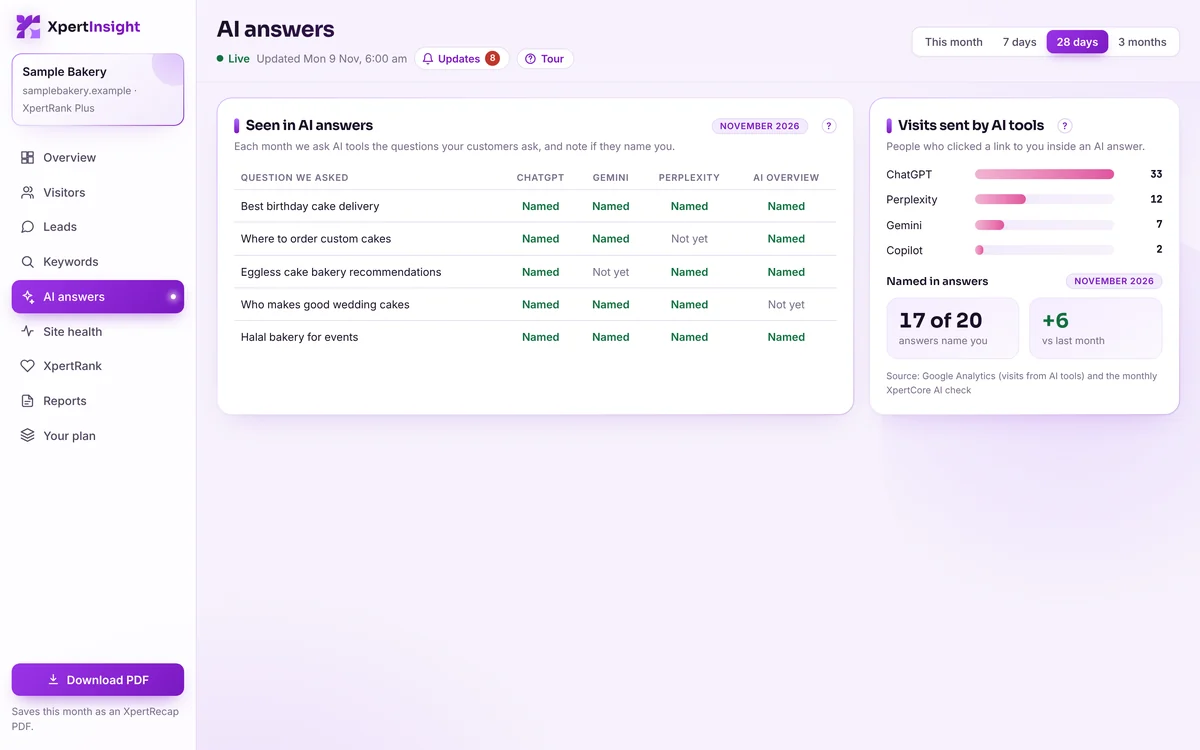 XpertInsight
Sample Bakery
samplebakery.example ·
XpertRank Plus
Overview
Visitors
Leads
Keywords
AI answers
Site health
XpertRank
Reports
Your plan
Download PDF
Saves this month as an XpertRecap
PDF.
AI answers
Live Updated Mon 9 Nov, 6:00 am Updates 8 Tour
This month 7 days 28 days 3 months
Seen in AI answers NOVEMBER 2026 ?
Each month we ask AI tools the questions your customers ask, and note if they name you.
QUESTION WE ASKED CHATGPT GEMINI PERPLEXITY AI OVERVIEW
Best birthday cake delivery Named Named Named Named
Where to order custom cakes Named Named Not yet Named
Eggless cake bakery recommendations Named Not yet Named Named
Who makes good wedding cakes Named Named Named Not yet
Halal bakery for events Named Named Named Named
Visits sent by AI tools ?
People who clicked a link to you inside an AI answer.
ChatGPT 33
Perplexity 12
Gemini 7
Copilot 2
Named in answers NOVEMBER 2026
17 of 20
answers name you
+6
vs last month
Source: Google Analytics (visits from AI tools) and the monthly
XpertCore AI check